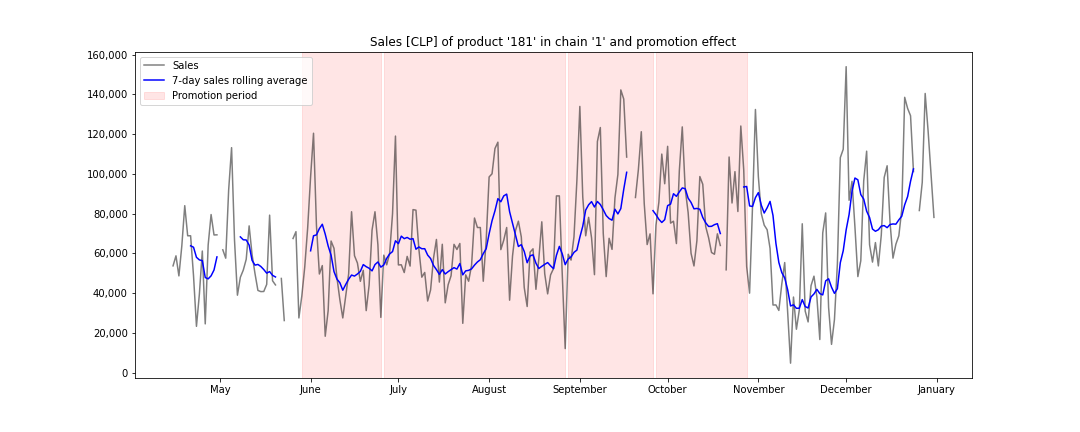 Sales [CLP] of product '181' in chain '1' and promotion effect
160,000
140,000
120,000
100,000
80,000
60,000
40,000
20,000
0
Sales
7-day sales rolling average
Promotion period
May June July August September October November December January